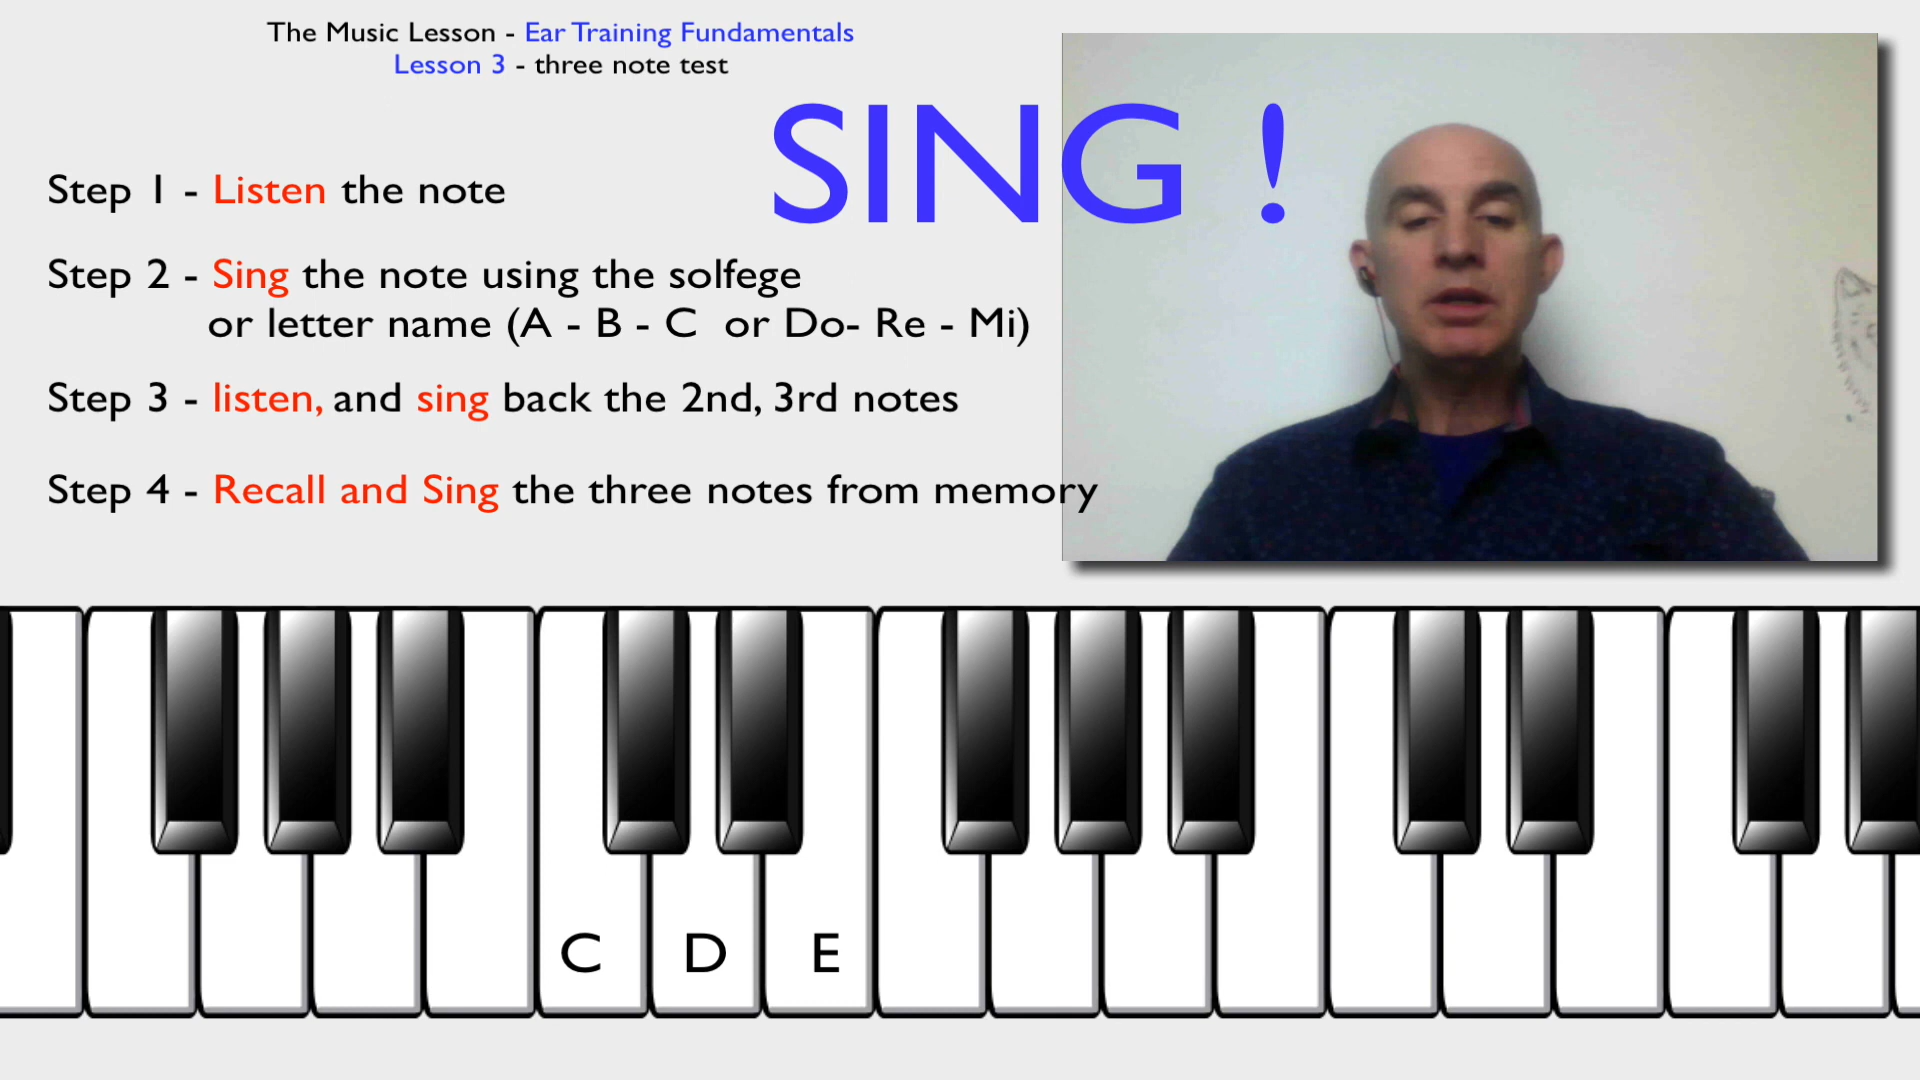 The Music Lesson - Ear Training Fundamentals
Lesson 3 - three note test
SING !
Step 1 - Listen the note
Step 2 - Sing the note using the solfege
or letter name (A - B - C or Do- Re - Mi)
Step 3 - listen, and sing back the 2nd, 3rd notes
Step 4 - Recall and Sing the three notes from memory
C D E